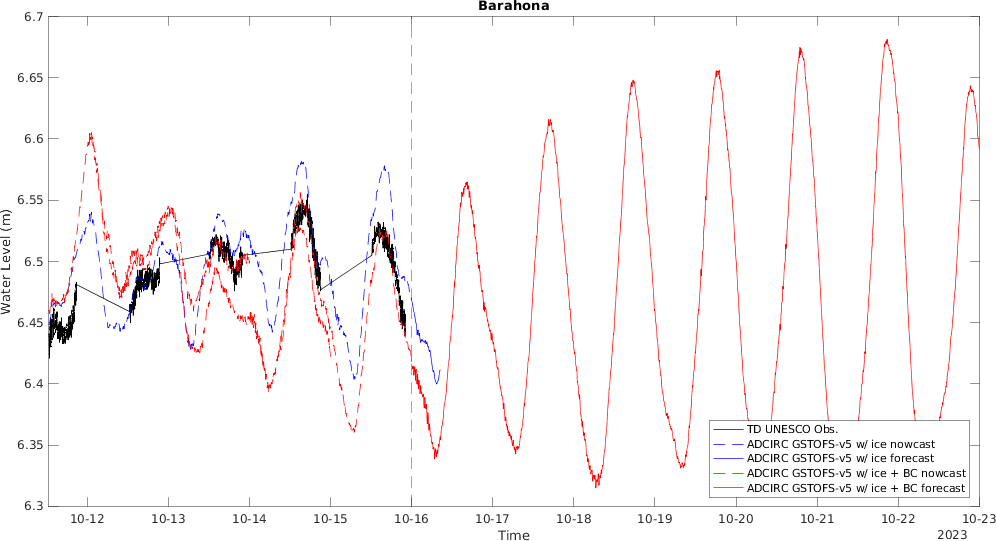 Barahona
6.7
6.65
6.6
6.55
6.5
6.45
6.4
6.35
6.3
Water Level (m)
TD UNESCO Obs.
ADCIRC GSTOFS-v5 w/ ice nowcast
ADCIRC GSTOFS-v5 w/ ice forecast
ADCIRC GSTOFS-v5 w/ ice + BC nowcast
ADCIRC GSTOFS-v5 w/ ice + BC forecast
10-12 10-13 10-14 10-15 10-16 10-17 10-18 10-19 10-20 10-21 10-22 10-23
Time
2023